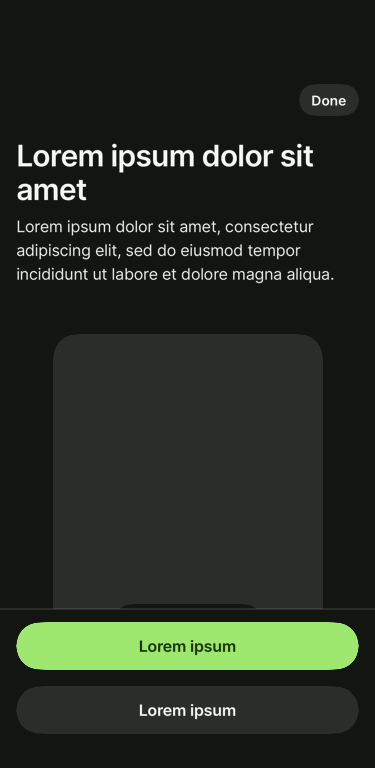 Done
Lorem ipsum dolor sit
amet
Lorem ipsum dolor sit amet, consectetur
adipiscing elit, sed do eiusmod tempor
incididunt ut labore et dolore magna aliqua.
Lorem ipsum
Lorem ipsum